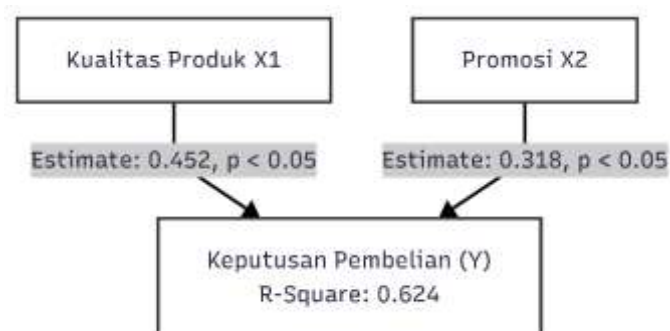 Kualitas Produk X1
Promosi X2
Estimate: 0.452, p < 0.05
Estimate: 0.318, p < 0.05
Keputusan Pembelian (Y)
R-Square: 0.624